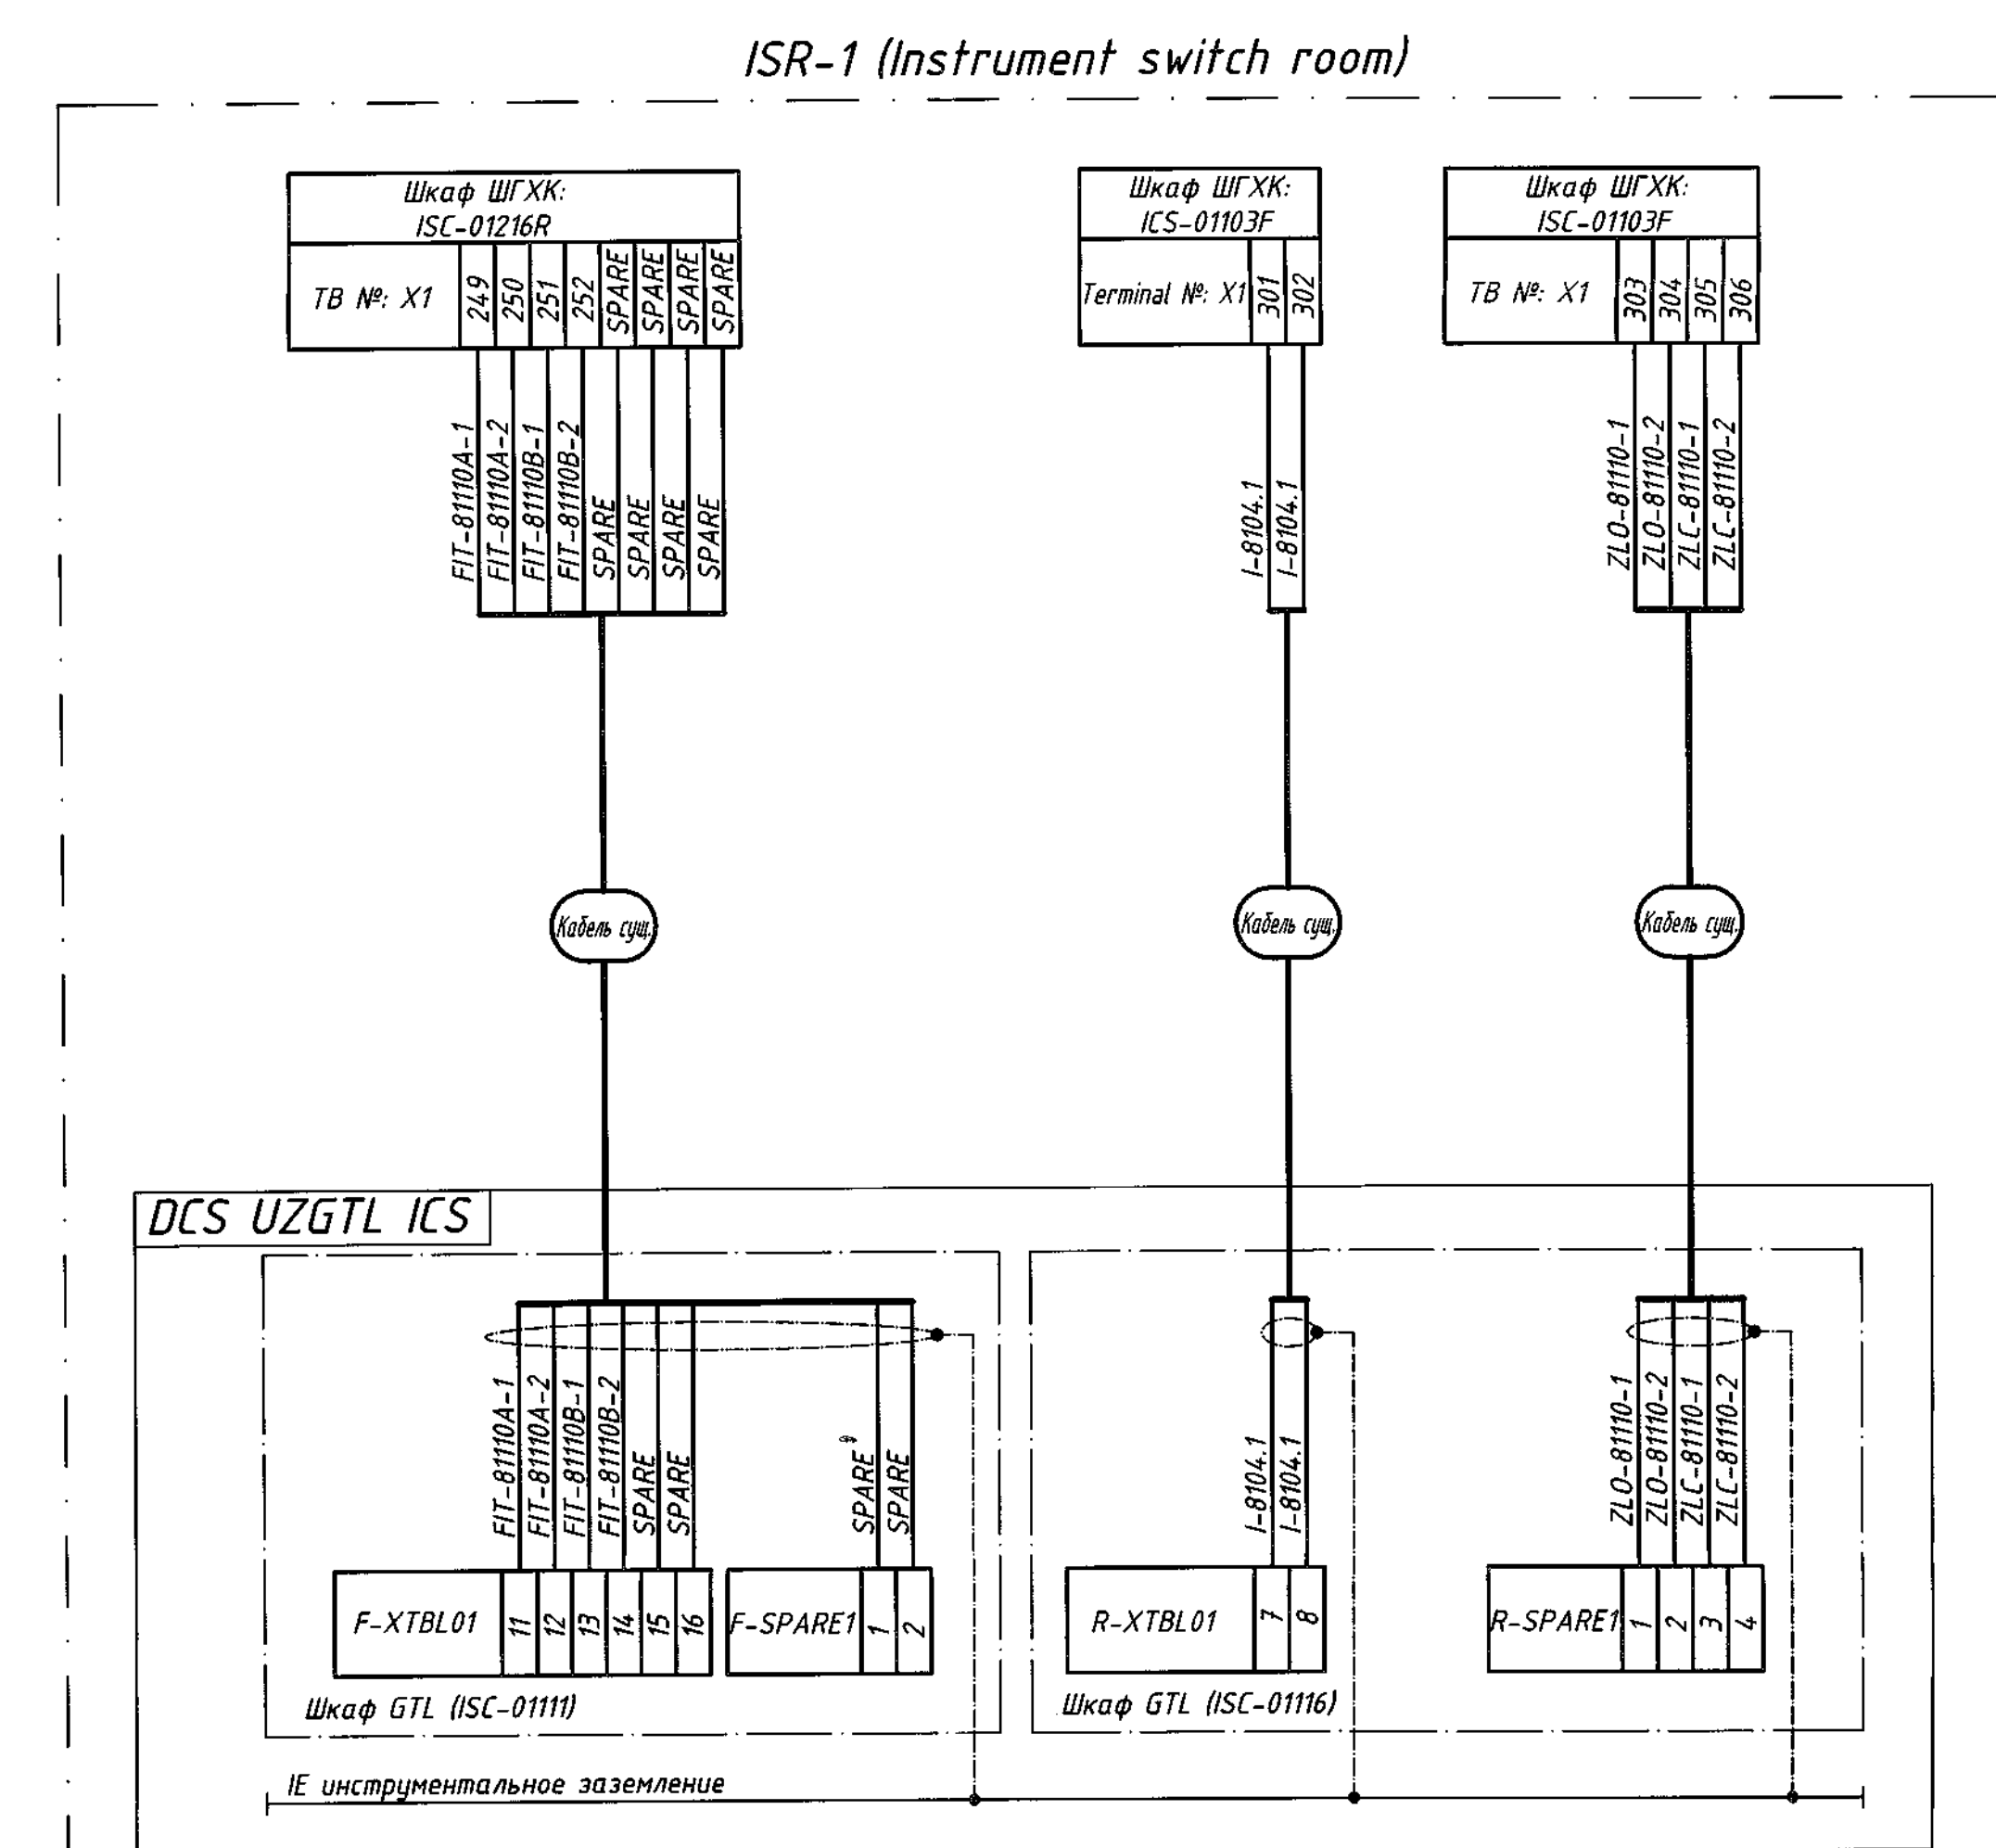 ISR-1 (Instrument switch room)
Шкаф ШГХК:
ISC-01216R
TB №: X1
249
250
251
252
SPARE
SPARE
SPARE
SPARE
FIT-81110A-1
FIT-81110A-2
FIT-81110B-1
FIT-81110B-2
SPARE
SPARE
SPARE
SPARE
Кабель сущ.
Шкаф ШГХК:
ICS-01103F
Terminal №: X1
301
302
I-8104.1
I-8104.1
Кабель сущ.
Шкаф ШГХК:
ISC-01103F
TB №: X1
303
304
305
306
ZLO-81110-1
ZLO-81110-2
ZLC-81110-1
ZLC-81110-2
Кабель сущ.
DCS UZGTL ICS
FIT-81110A-1
FIT-81110A-2
FIT-81110B-1
FIT-81110B-2
SPARE
SPARE
SPARE
SPARE
F-XTBL01
11
12
13
14
15
16
F-SPARE1
1
2
Шкаф GTL (ISC-01111)
I-8104.1
I-8104.1
ZLO-81110-1
ZLO-81110-2
ZLC-81110-1
ZLC-81110-2
R-XTBL01
7
8
R-SPARE1
1
2
3
4
Шкаф GTL (ISC-01116)
IE инструментальное заземление